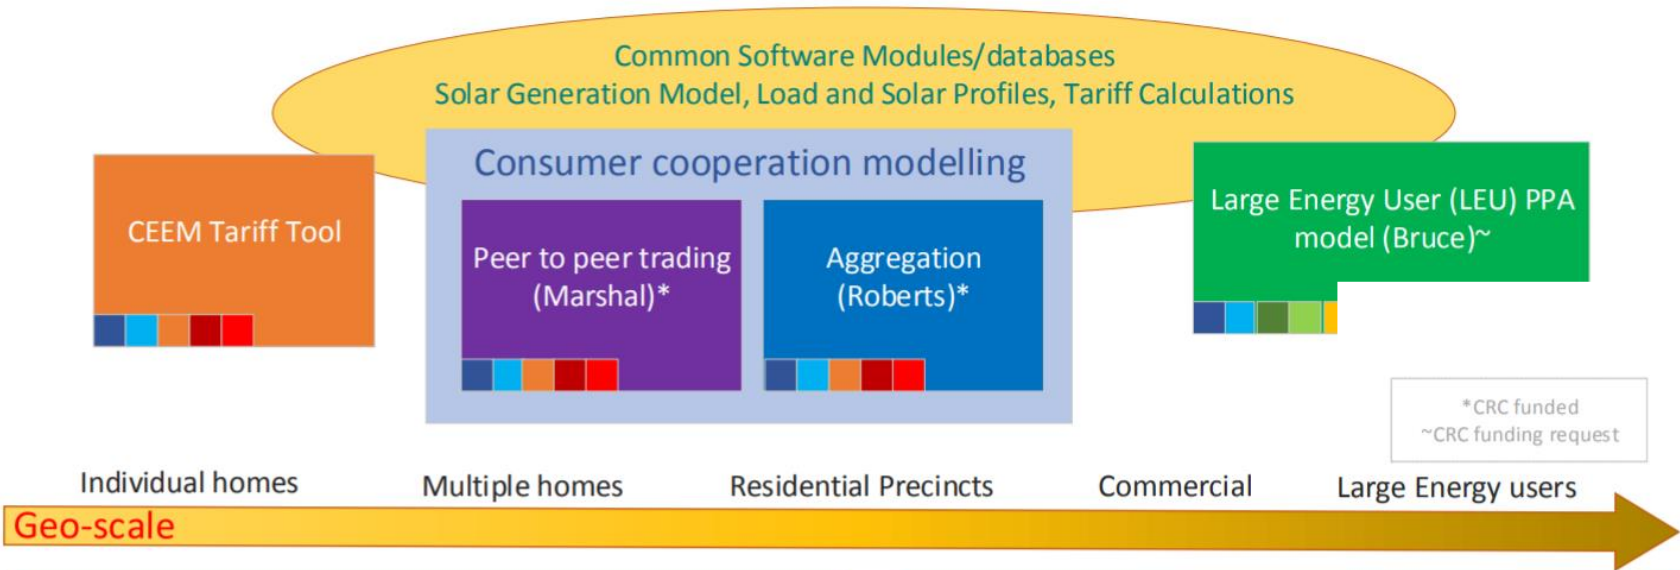 Common Software Modules/databases
Solar Generation Model, Load and Solar Profiles, Tariff Calculations
Consumer cooperation modelling
CEEM Tariff Tool
Peer to peer trading
(Marshal)*
Aggregation
(Roberts)*
Large Energy User (LEU) PPA
model (Bruce)~
*CRC funded
~CRC funding request
Individual homes
Multiple homes
Residential Precincts
Commercial
Large Energy users
Geo-scale